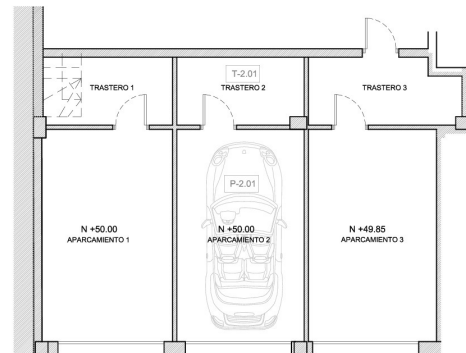 T-2.01
TRASTERO 1
TRASTERO 2
TRASTERO 3
P-2.01
N +50.00
APARCAMIENTO 1
N +50.00
APARCAMIENTO 2
N +49.85
APARCAMIENTO 3